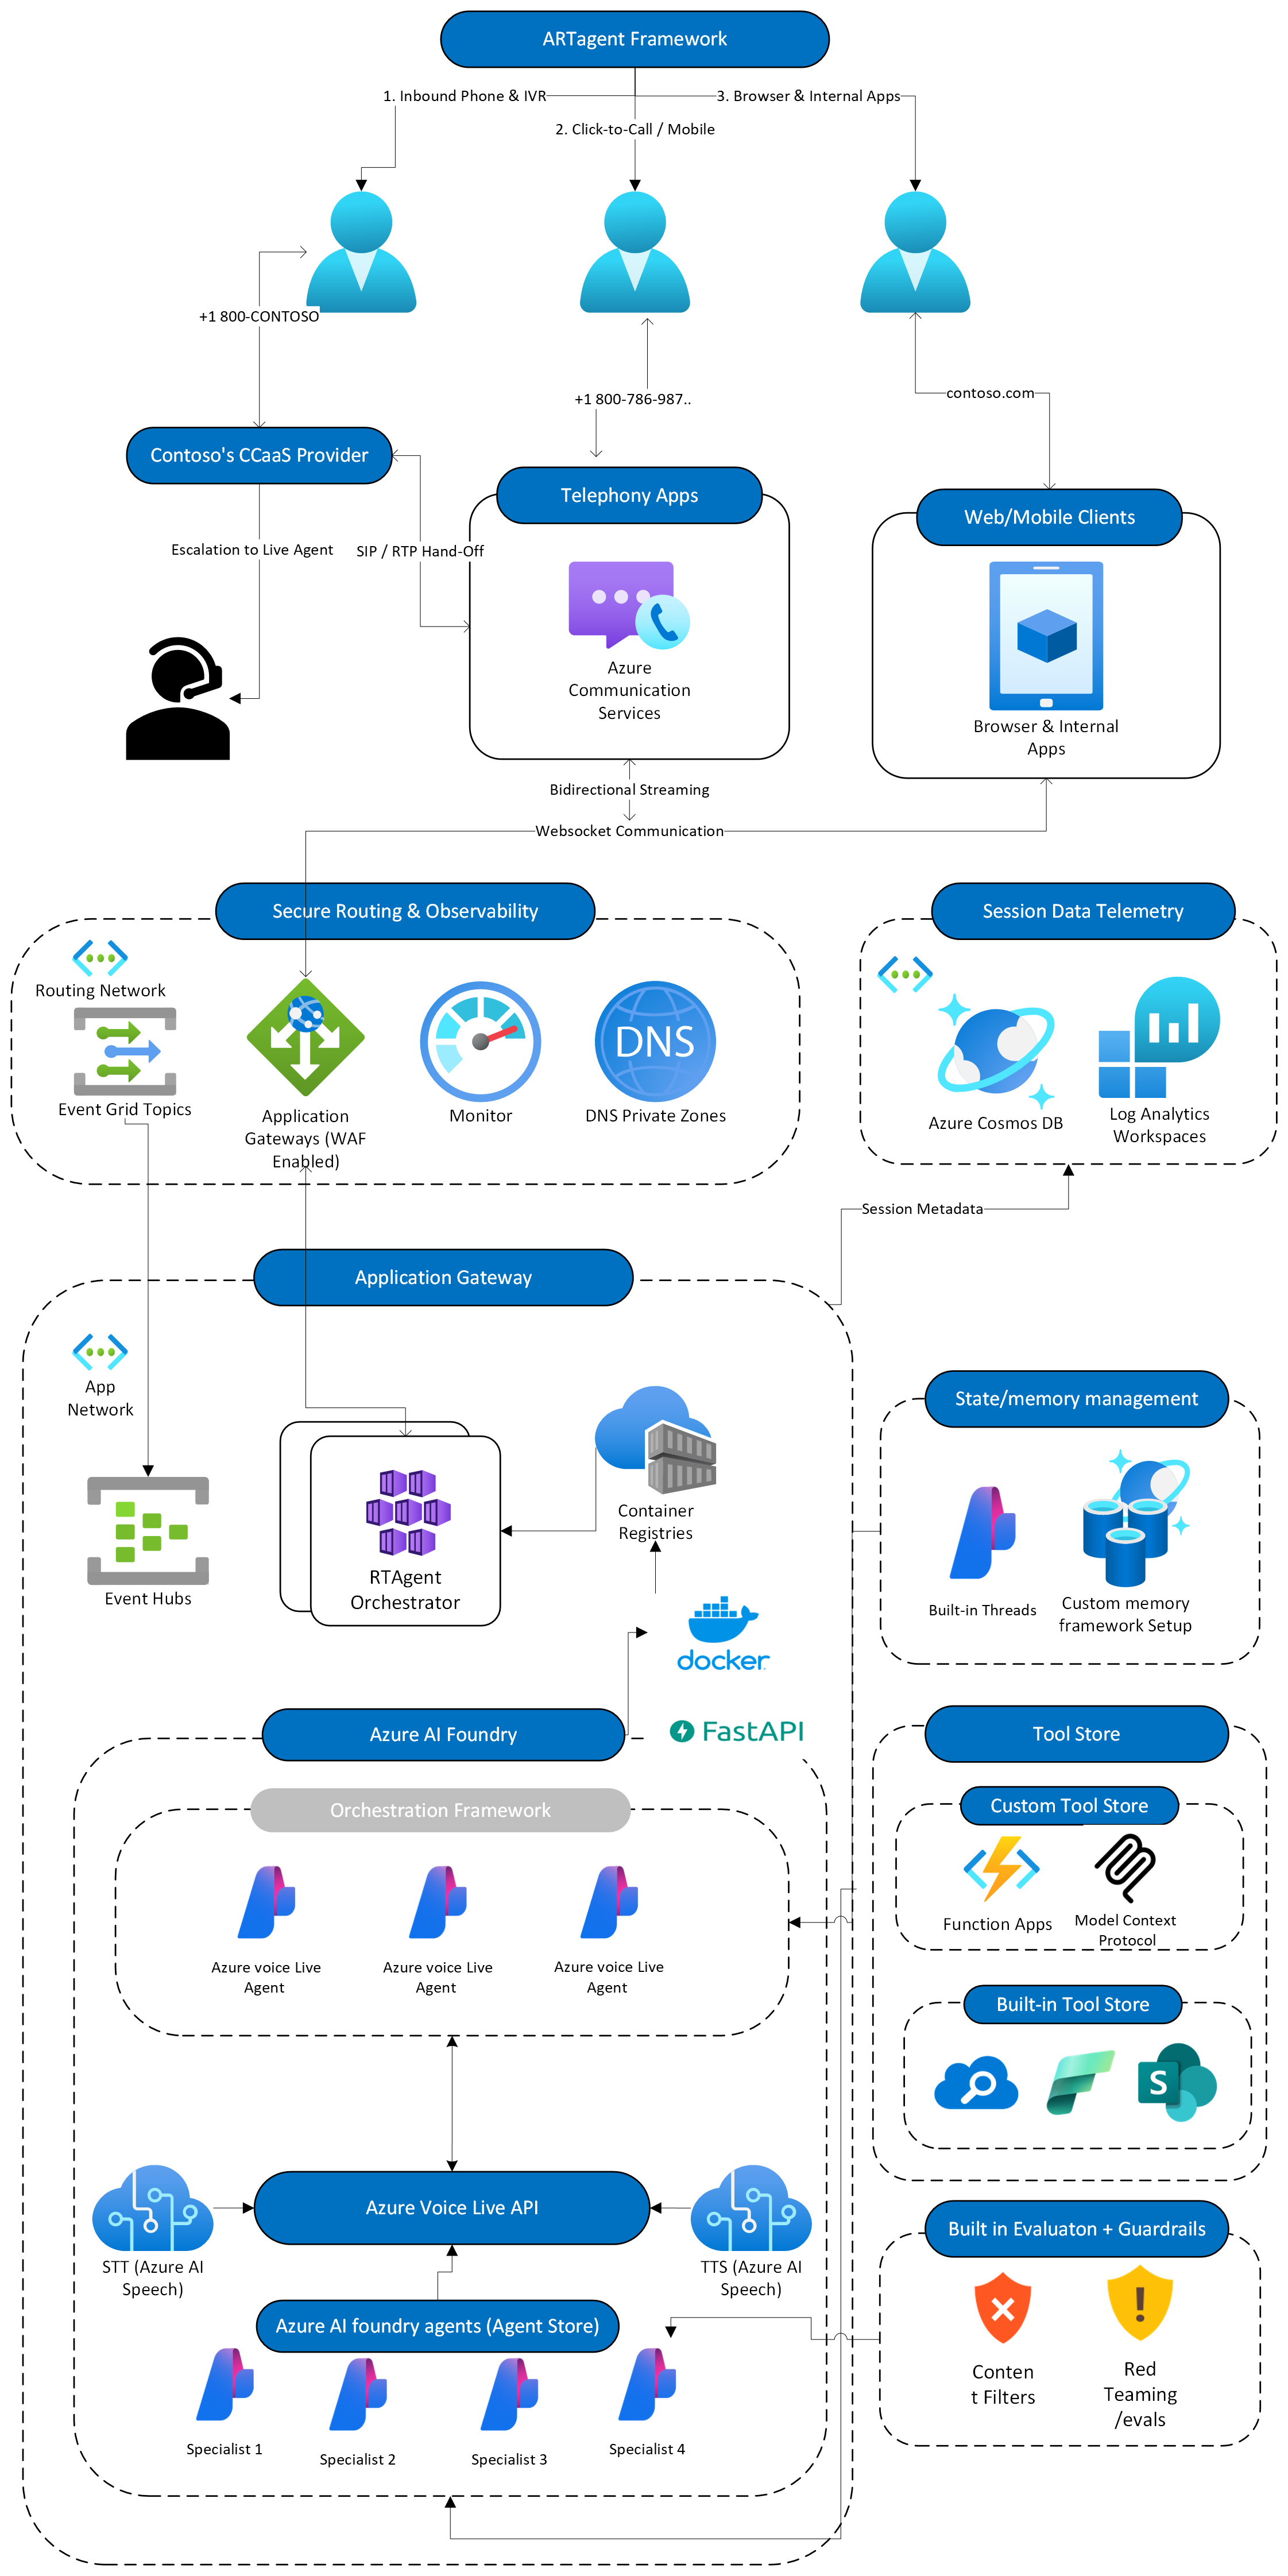 ARTagent Framework
1. Inbound Phone & IVR
3. Browser & Internal Apps
2. Click-to-Call / Mobile
+1 800-CONTOSO
+1 800-786-987..
contoso.com
Contoso's CCaaS Provider
Telephony Apps
Web/Mobile Clients
Escalation to Live Agent
SIP / RTP Hand-Off
Azure
Communication
Services
Browser & Internal
Apps
Bidirectional Streaming
Websocket Communication
Secure Routing & Observability
Session Data Telemetry
Routing Network
DNS
Event Grid Topics
Application
Gateways (WAF
Enabled)
Monitor
DNS Private Zones
Azure Cosmos DB
Log Analytics
Workspaces
Session Metadata
Application Gateway
App
Network
State/memory management
Container
Registries
RTAgent
Orchestrator
Event Hubs
Built-in Threads
Custom memory
framework Setup
docker
Azure AI Foundry
FastAPI
Tool Store
Orchestration Framework
Custom Tool Store
Function Apps
Model Context
Protocol
Azure voice Live
Agent
Azure voice Live
Agent
Azure voice Live
Agent
Built-in Tool Store
S
Azure Voice Live API
STT (Azure AI
Speech)
TTS (Azure AI
Speech)
Built in Evaluaton + Guardrails
Azure AI foundry agents (Agent Store)
Conten
t Filters
Red
Teaming
/evals
Specialist 1
Specialist 2
Specialist 3
Specialist 4